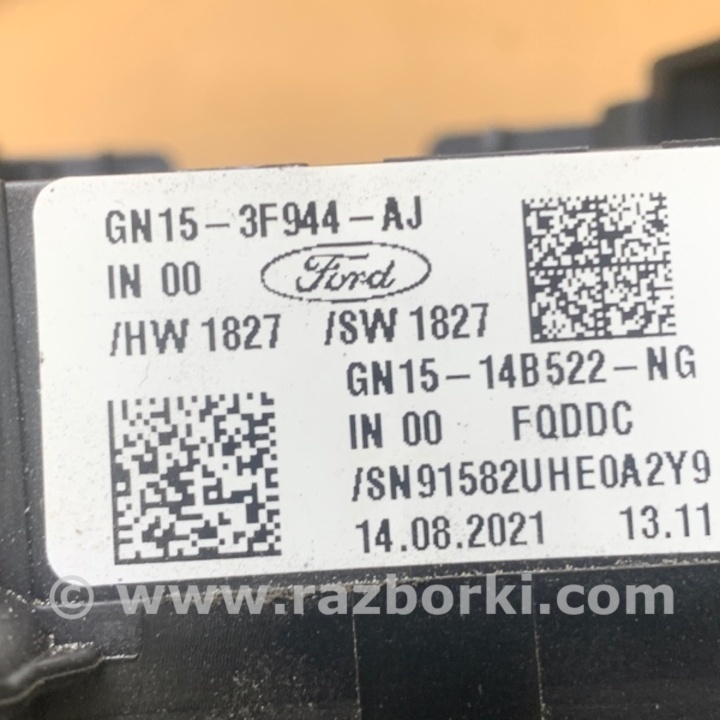 GN15-3F944-AJ
IN 00 Ford
/HW 1827 /SW 1827
GN15-14B522-NG
IN 00 FQDDC
/SN91582UHE0A2Y9
14.08.2021 13.11
© www.razborki.com